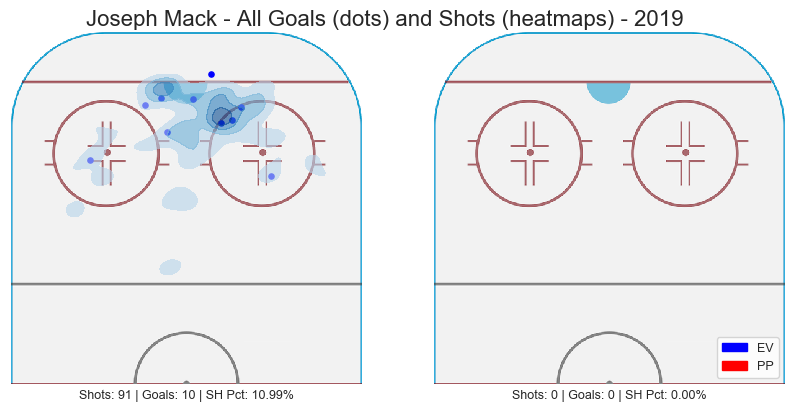 Joseph Mack - All Goals (dots) and Shots (heatmaps) - 2019
EV
PP
Shots: 91 | Goals: 10 | SH Pct: 10.99%
Shots: 0 | Goals: 0 | SH Pct: 0.00%